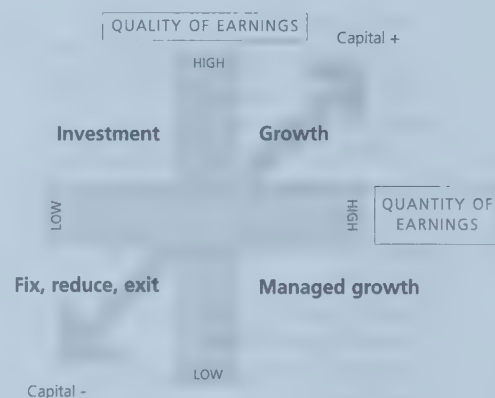 QUALITY OF EARNINGS
Capital +
HIGH
Investment
Growth
LOW
HIGH
QUANTITY OF
EARNINGS
Fix, reduce, exit
Managed growth
LOW
Capital -